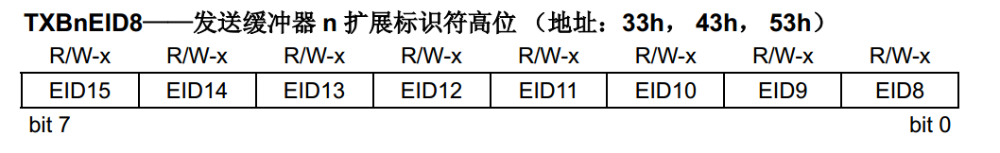 TXBnEID8——发送缓冲器 n 扩展标识符高位 （地址：33h， 43h， 53h）
R/W-x R/W-x R/W-x R/W-x R/W-x R/W-x R/W-x R/W-x
EID15 EID14 EID13 EID12 EID11 EID10 EID9 EID8
bit 7 bit 0